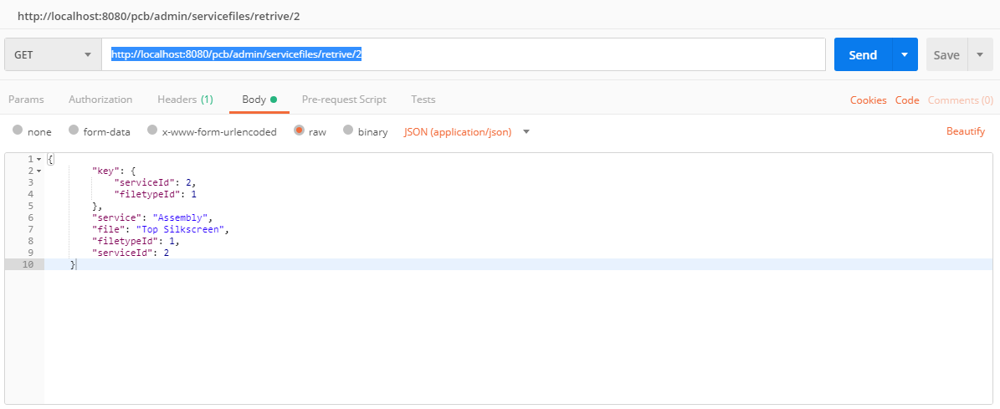 http://localhost:8080/pcb/admin/servicefiles/retrive/2
GET http://localhost:8080/pcb/admin/servicefiles/retrive/2 Send Save
Params Authorization Headers (1) Body Pre-request Script Tests Cookies Code Comments (0)
none form-data x-www-form-urlencoded raw binary JSON (application/json) Beautify
1 {
2 "key": {
3 "serviceId": 2,
4 "filetypeId": 1
5 },
6 "service": "Assembly",
7 "file": "Top Silkscreen",
8 "filetypeId": 1,
9 "serviceId": 2
10 }